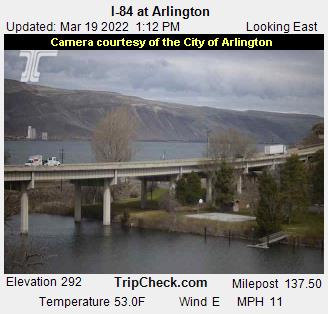 I-84 at Arlington
Updated: Mar 19 2022 1:12 PM Looking East
Camera courtesy of the City of Arlington
Elevation 292 TripCheck.com Milepost 137.50
Temperature 53.0F Wind E MPH 11